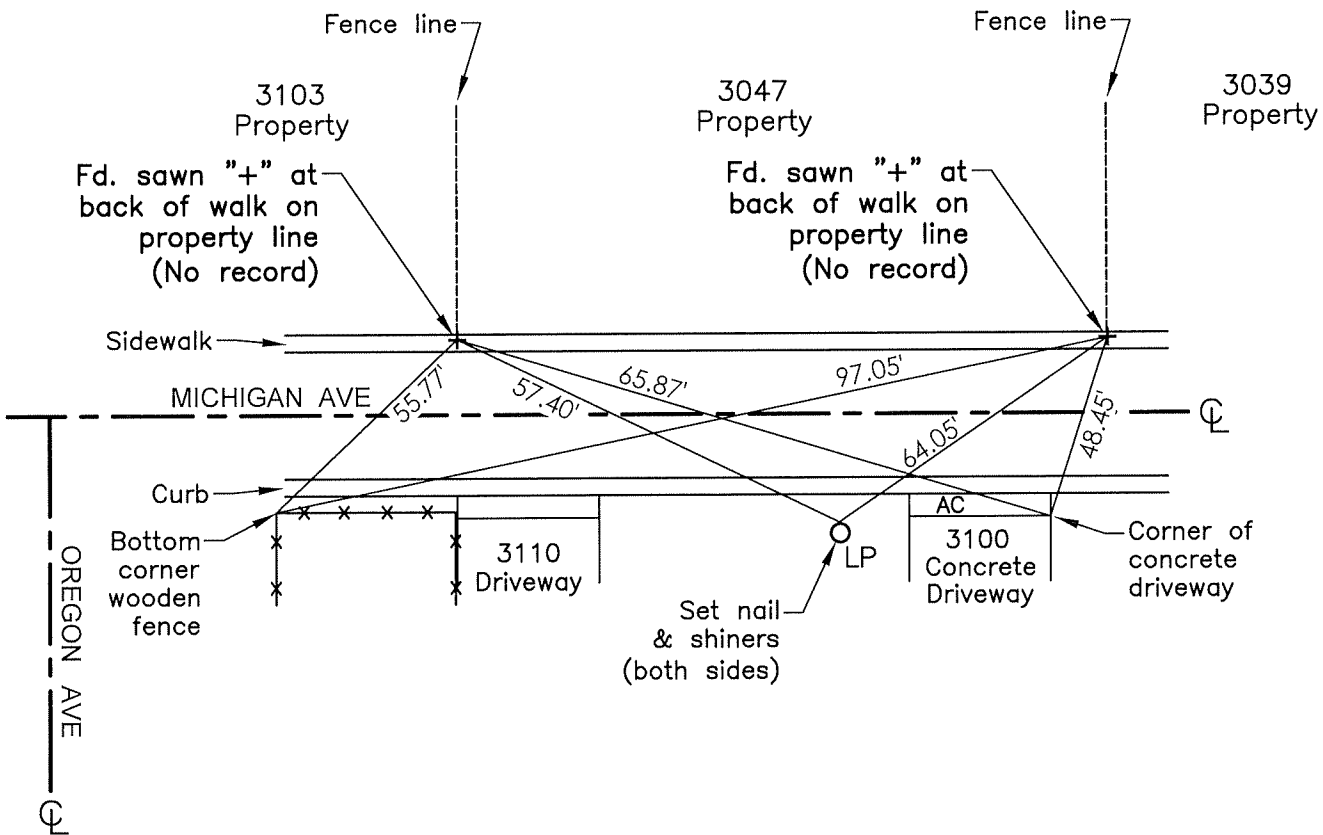 Fence line
Fence line
3103
Property
3047
Property
3039
Property
Fd. sawn "+" at
back of walk on
property line
(No record)
Fd. sawn "+" at
back of walk on
property line
(No record)
Sidewalk
MICHIGAN AVE
55.77'
57.40'
65.87'
97.05'
64.05'
48.45'
CL
Curb
Bottom
corner
wooden
fence
3110
Driveway
LP
AC
3100
Concrete
Driveway
Corner of
concrete
driveway
Set nail
& shiners
(both sides)
OREGON AVE
CL